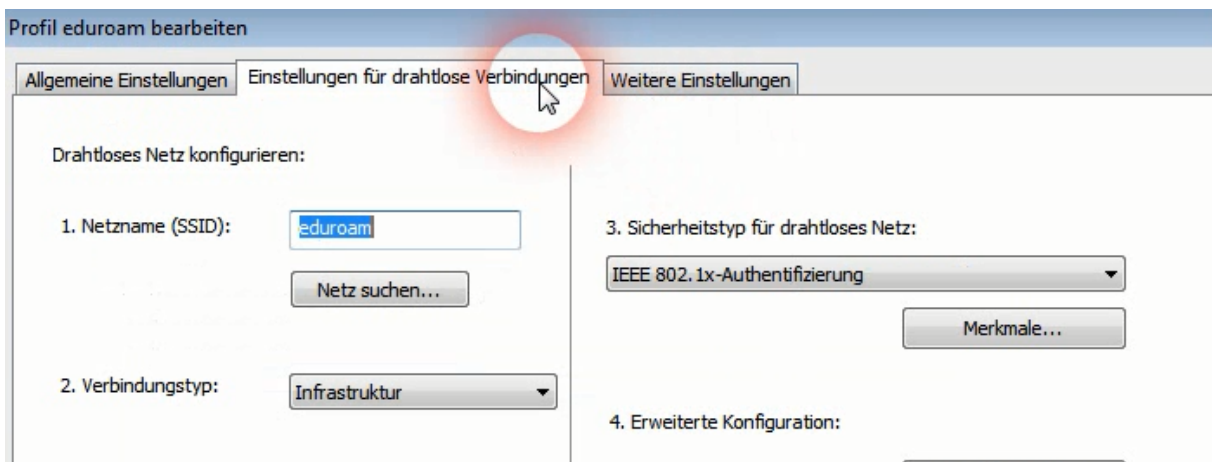 Profil eduroam bearbeiten
Allgemeine Einstellungen Einstellungen für drahtlose Verbindungen Weitere Einstellungen
Drahtloses Netz konfigurieren:
1. Netzname (SSID): eduroam
Netz suchen...
2. Verbindungstyp: Infrastruktur
3. Sicherheitstyp für drahtloses Netz:
IEEE 802.1x-Authentifizierung
Merkmale...
4. Erweiterte Konfiguration: